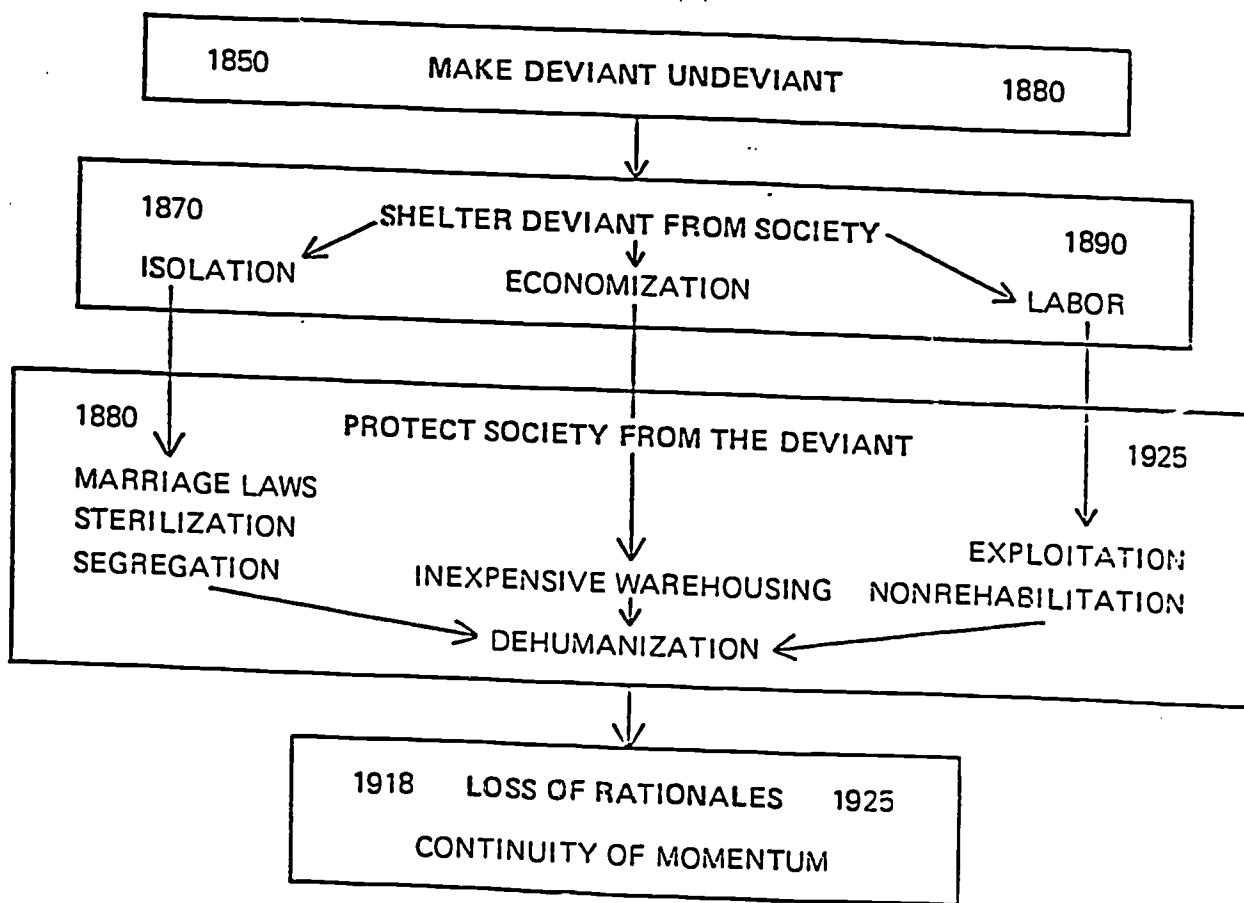 1850 MAKE DEVIANT UNDEVIANT 1880
1870 SHELTER DEVIANT FROM SOCIETY 1890
ISOLATION ECONOMIZATION LABOR
1880 PROTECT SOCIETY FROM THE DEVIANT 1925
MARRIAGE LAWS
STERILIZATION
SEGREGATION
INEXPENSIVE WAREHOUSING
EXPLOITATION
NONREHABILITATION
DEHUMANIZATION
1918 LOSS OF RATIONALES 1925
CONTINUITY OF MOMENTUM